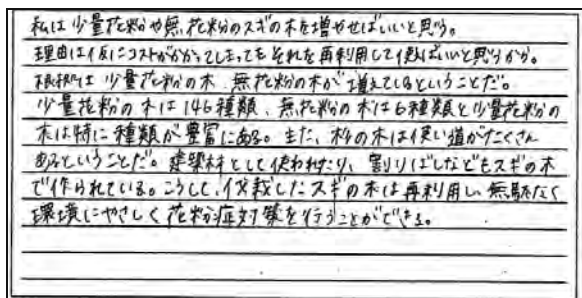 私は少量花粉や無花粉のスギの木を増やせばいいと思う。
理由は仮にコストがかかってしまってもそれを再利用して使えばいいと思うから。
根拠は少量花粉の木、無花粉の木が増えているということだ。
少量花粉の木は146種類、無花粉の木は6種類と少量花粉の
木は特に種類が豊富にある。また、杉の木は使い道がたくさん
あるということだ。建築材として使われたり、割りばしなどもスギの木
で作られている。こうして、伐栽したスギの木は再利用し、無駄なく
環境にやさしく花粉症対策を行うことができる。